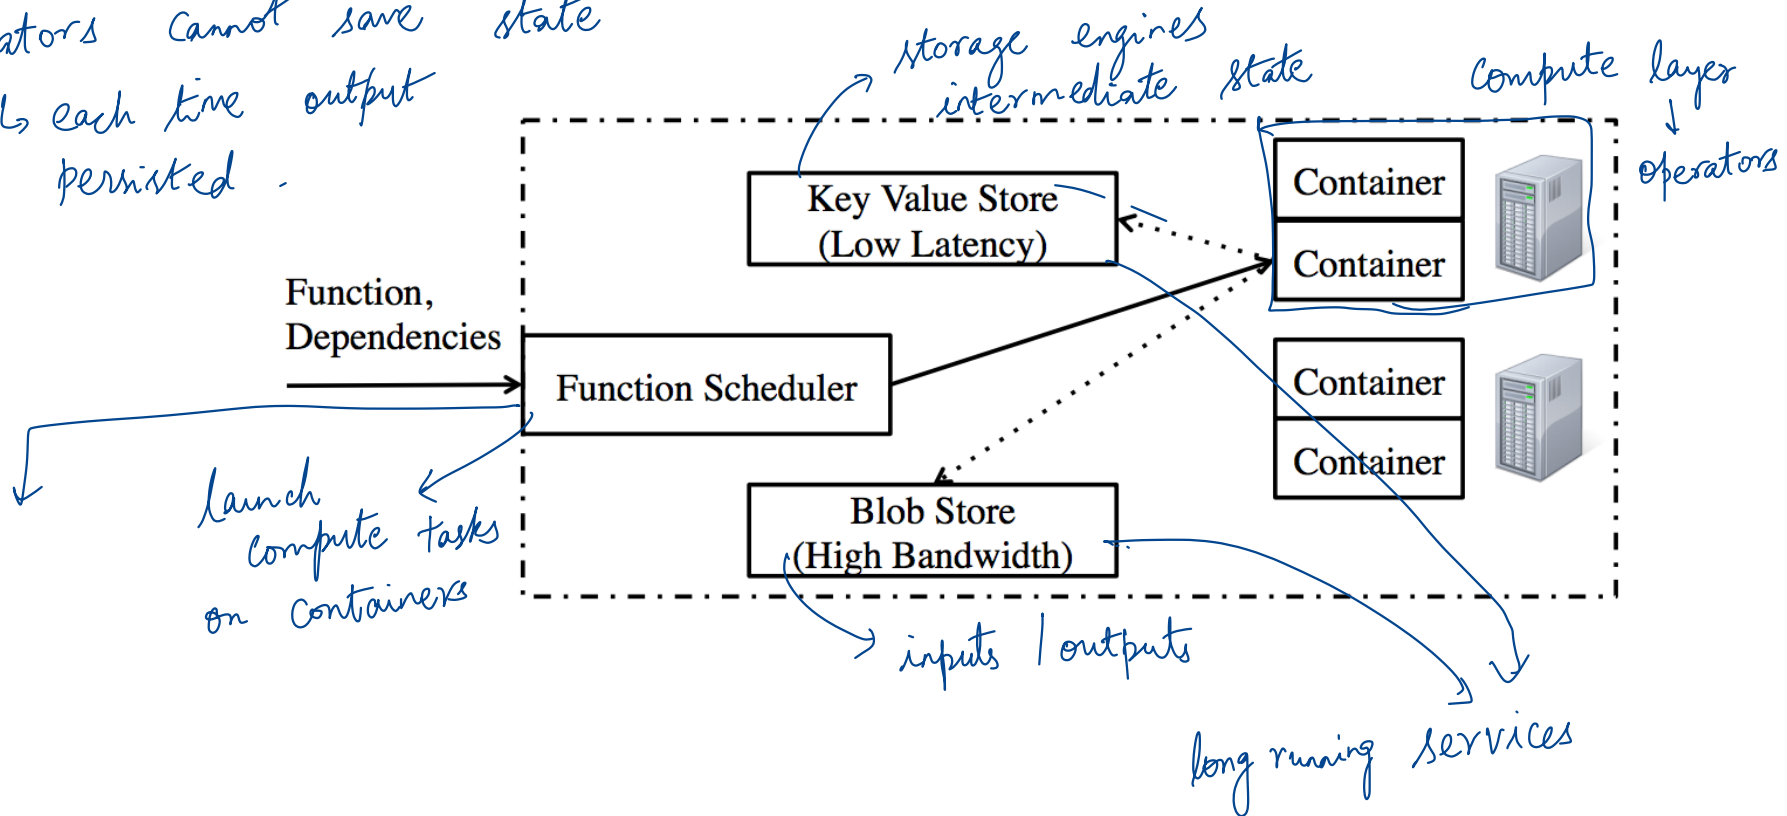 cannot save state
↳ each time output
persisted.
storage engines
intermediate state
compute layer
↓
operators
Key Value Store
(Low Latency)
Container
Container
Function,
Dependencies
Function Scheduler
Container
Container
launch
compute tasks
on containers
Blob Store
(High Bandwidth)
inputs / outputs
long running services